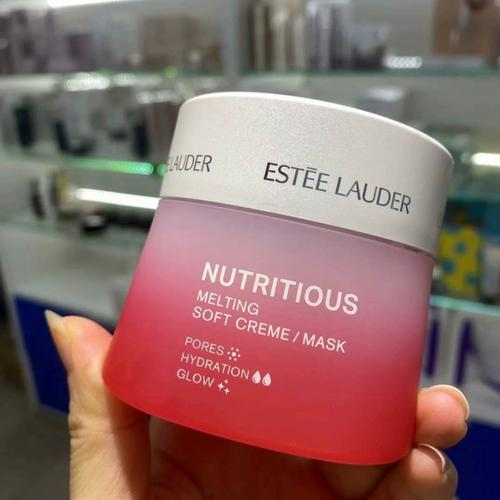 LAUDER ESTĒE LAUDER
NUTRITIOUS
MELTING
SOFT CREME / MASK
PORES
HYDRATION
GLOW